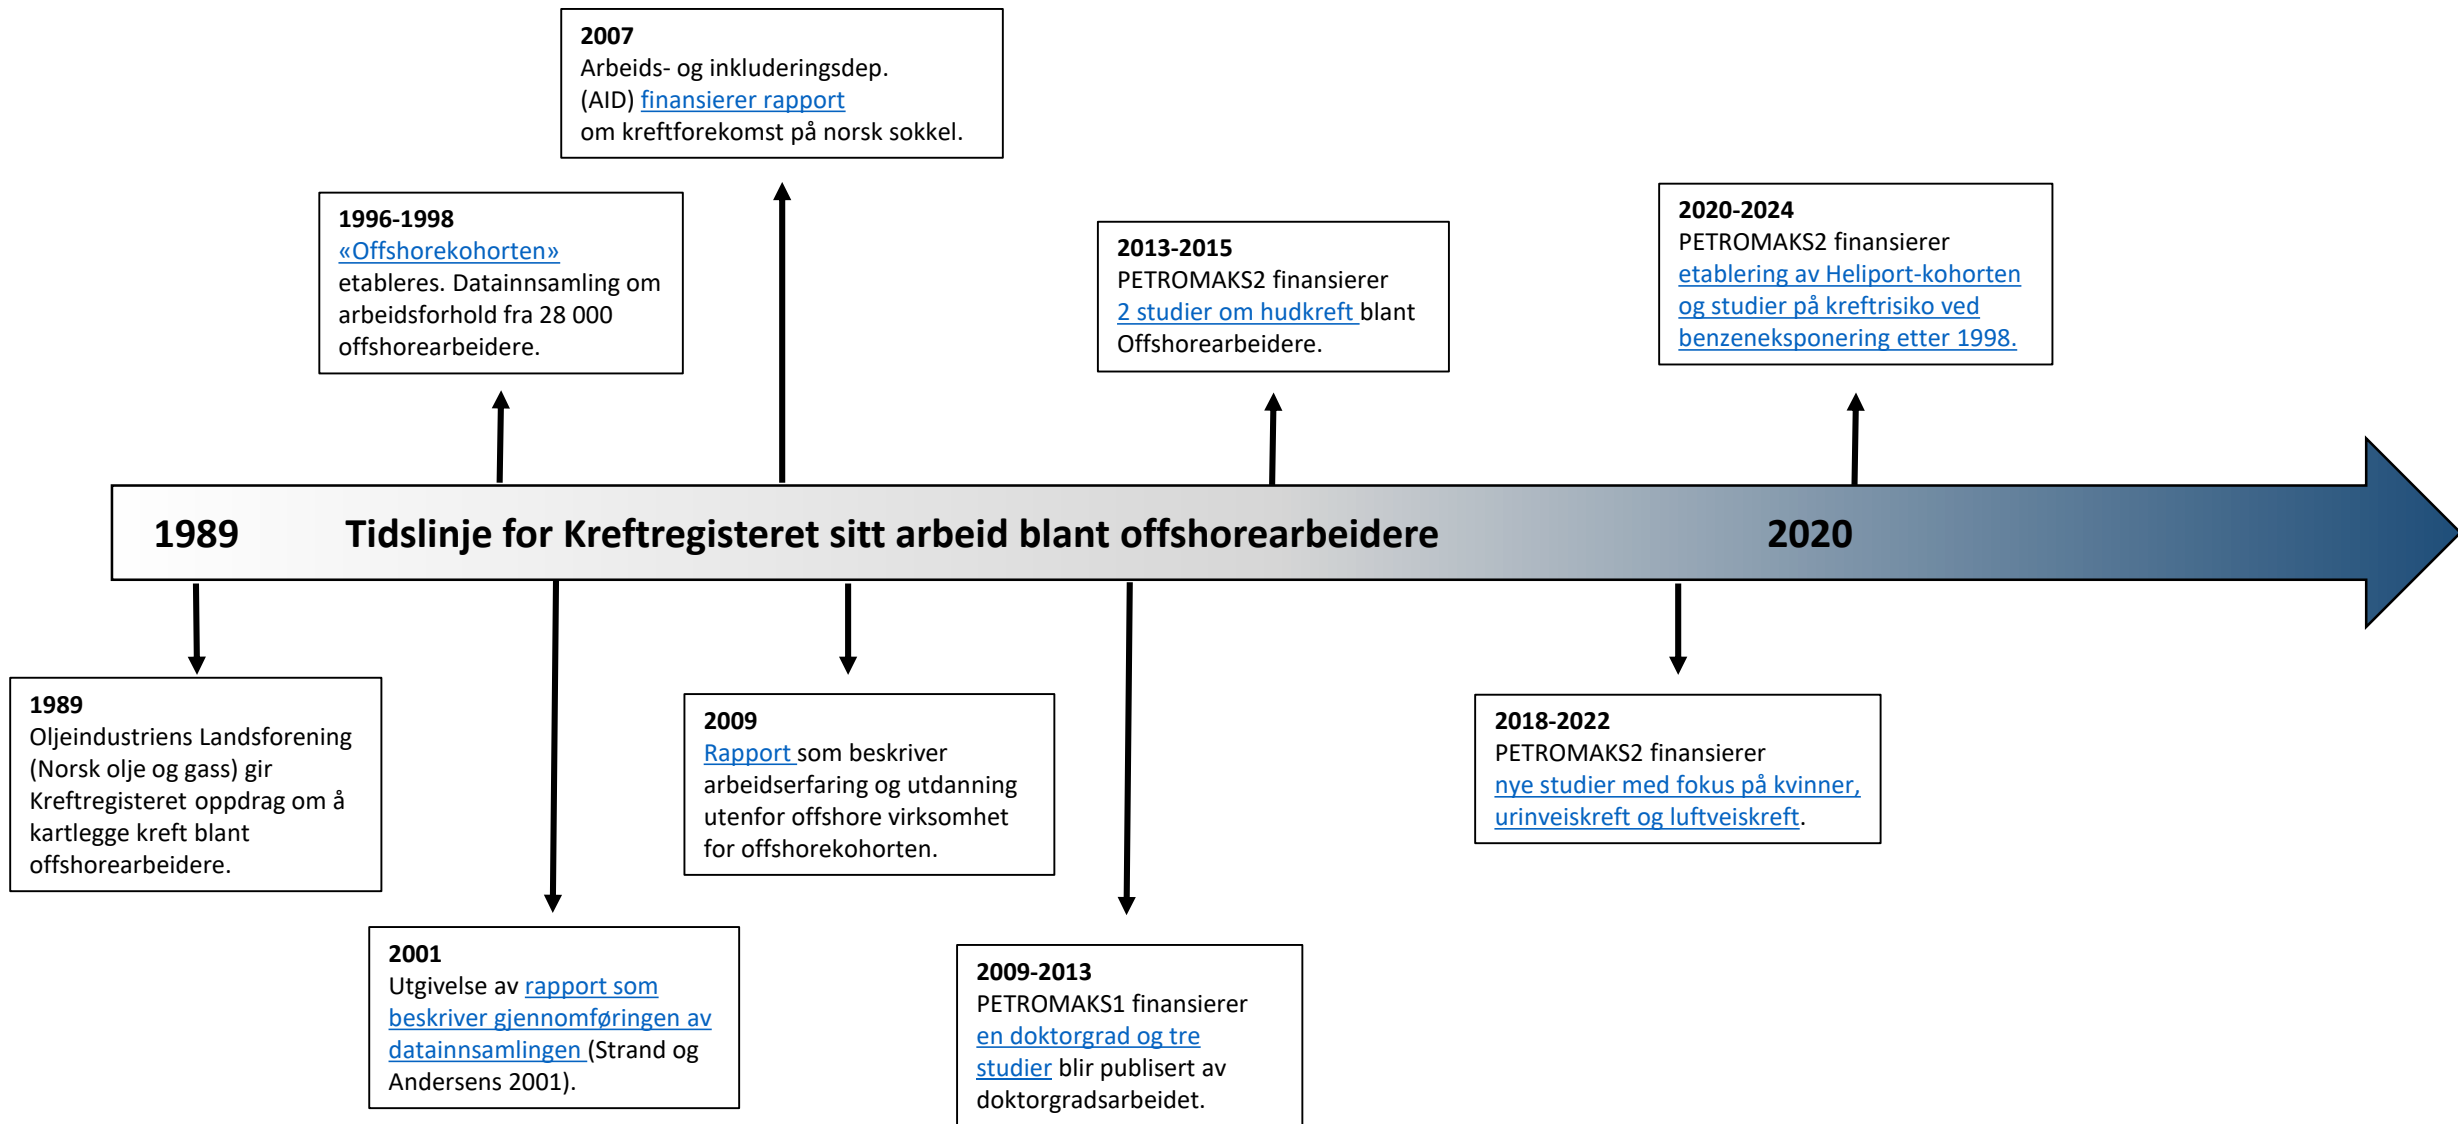 2007
Arbeids- og inkluderingsdep.
(AID) finansierer rapport
om kreftforekomst på norsk sokkel.
1996-1998
«Offshorekohorten»
etableres. Datainnsamling om
arbeidsforhold fra 28 000
offshorearbeidere.
2013-2015
PETROMAKS2 finansierer
2 studier om hudkreft blant
Offshorearbeidere.
2020-2024
PETROMAKS2 finansierer
etablering av Heliport-kohorten
og studier på kreftrisiko ved
benzeneksponering etter 1998.
1989 Tidslinje for Kreftregisteret sitt arbeid blant offshorearbeidere 2020
1989
Oljeindustriens Landsforening
(Norsk olje og gass) gir
Kreftregisteret oppdrag om å
kartlegge kreft blant
offshorearbeidere.
2001
Utgivelse av rapport som
beskriver gjennomføringen av
datainnsamlingen (Strand og
Andersens 2001).
2009
Rapport som beskriver
arbeidserfaring og utdanning
utenfor offshore virksomhet
for offshorekohorten.
2009-2013
PETROMAKS1 finansierer
en doktorgrad og tre
studier blir publisert av
doktorgradsarbeidet.
2018-2022
PETROMAKS2 finansierer
nye studier med fokus på kvinner,
urinveiskreft og luftveiskreft.